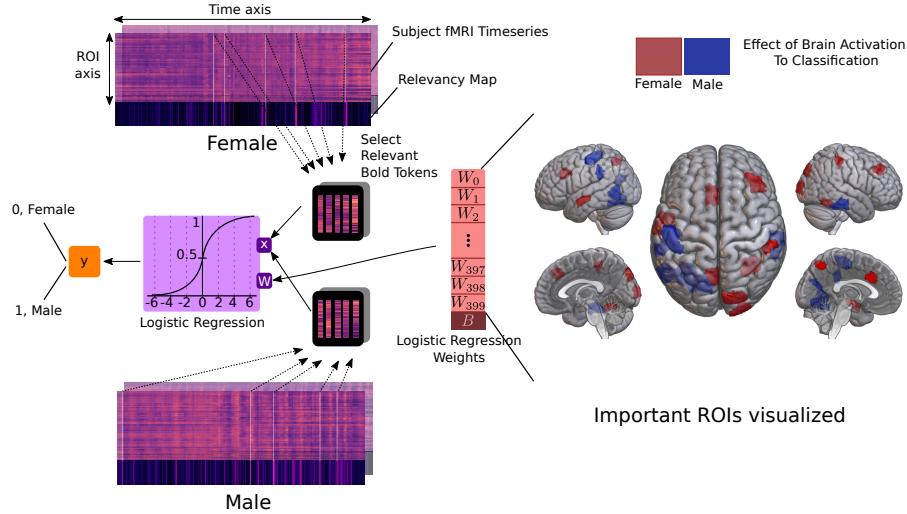 Time axis
ROI
axis
Subject fMRI Timeseries
Relevancy Map
Female
Select
Relevant
Bold Tokens
Effect of Brain Activation
To Classification
Female
Male
0, Female
y
1, Male
1
0.5
-6 -4 -2 0 2 4 6
x
W
Logistic Regression
W0
W1
W2
⋮
W397
W398
W399
B
Logistic Regression
Weights
Important ROIs visualized
Male